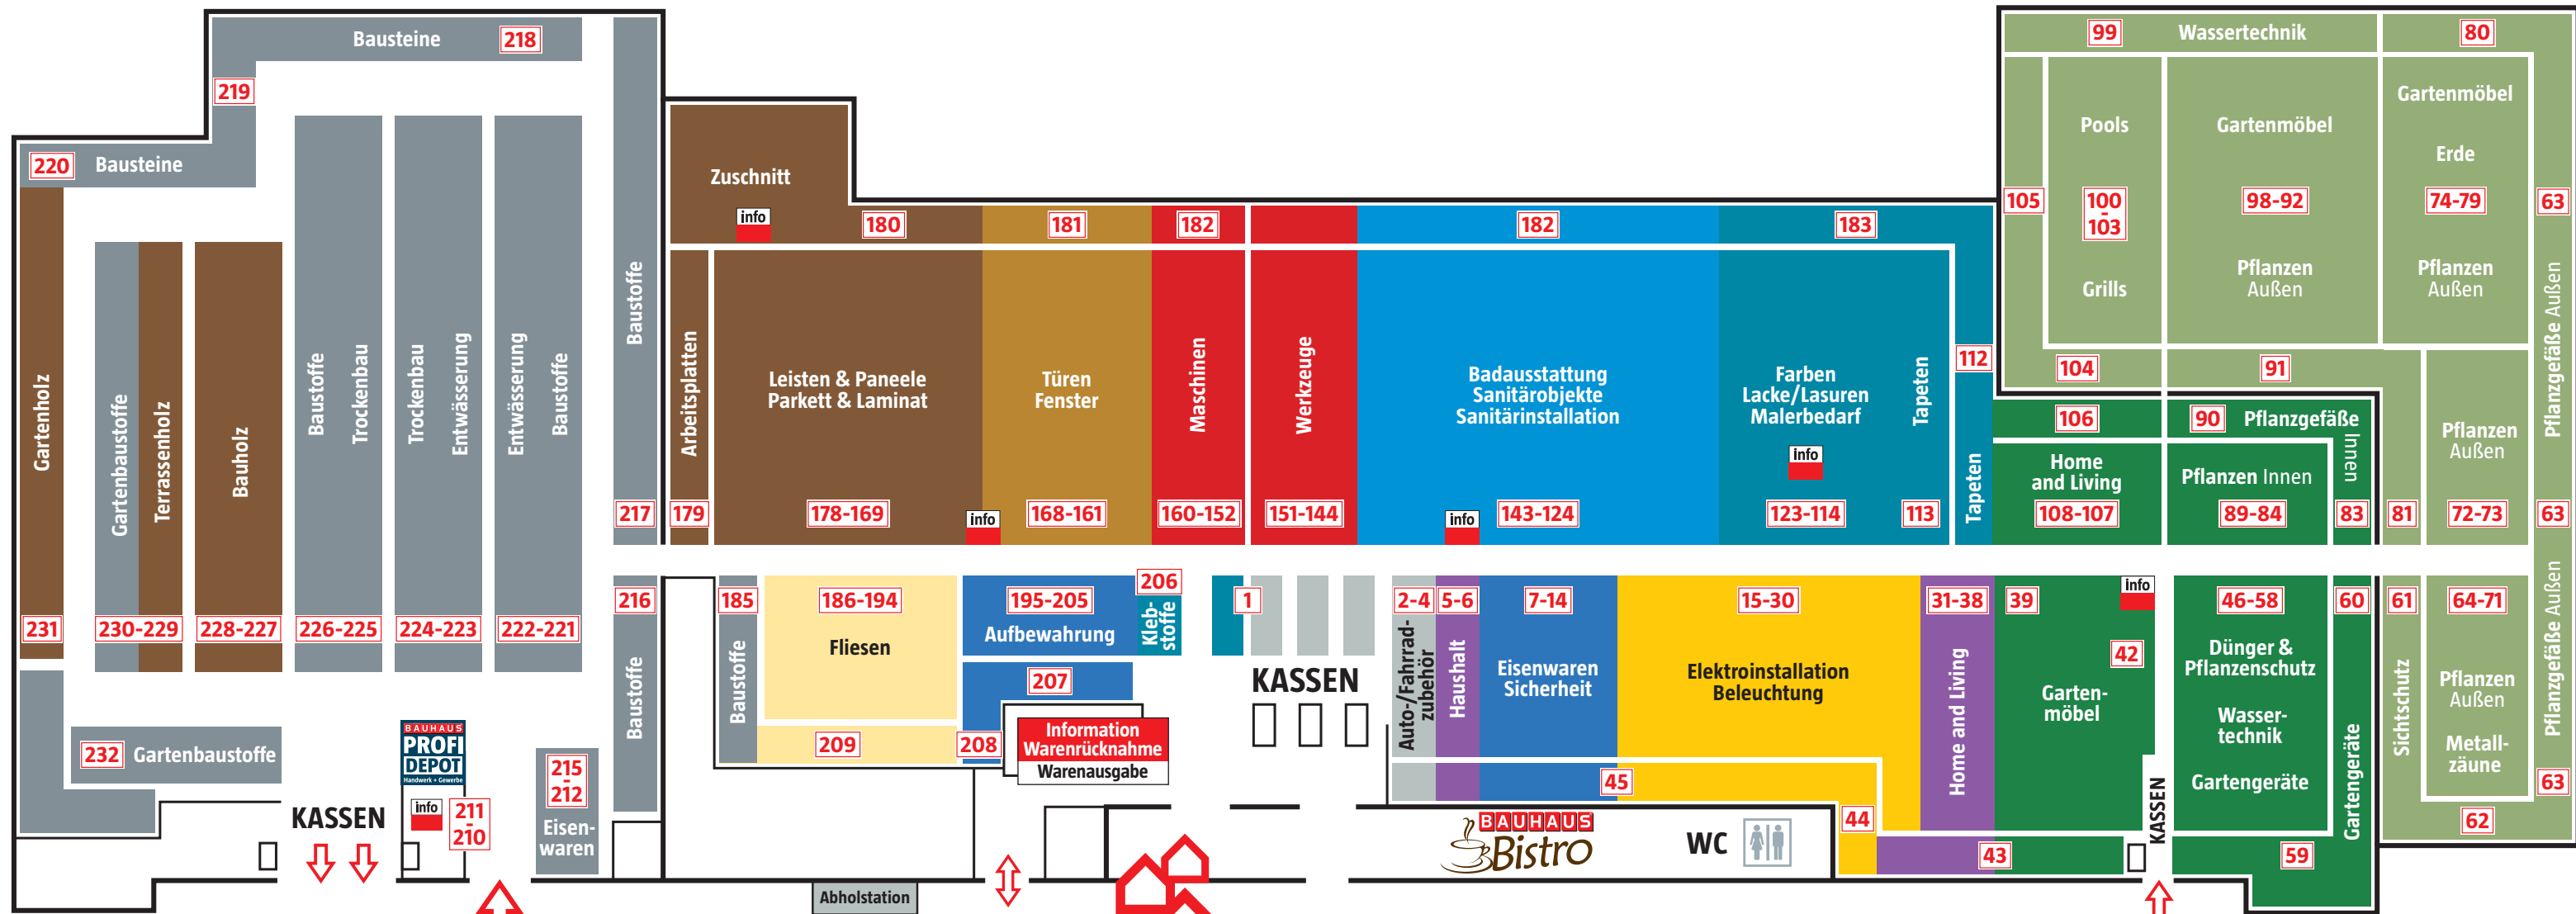 Bausteine 218
219
220 Bausteine
Gartenholz
231
Gartenbaustoffe
Terrassenholz
230-229
Bauholz
228-227
Baustoffe
Trockenbau
226-225
Trockenbau
Entwässerung
224-223
Entwässerung
Baustoffe
222-221
Baustoffe
217
216
Baustoffe
232 Gartenbaustoffe
KASSEN
BAUHAUS
PROFI
DEPOT
Handwerk + Gewerbe
info
211
-
210
215
-
212
Eisen-
waren
Zuschnitt
info
180
181
182
182
183
Arbeitsplatten
179
Leisten & Paneele
Parkett & Laminat
178-169
info
Türen
Fenster
168-161
Maschinen
160-152
Werkzeuge
151-144
Badausstattung
Sanitärobjekte
Sanitärinstallation
info
143-124
Farben
Lacke/Lasuren
Malerbedarf
info
123-114
Tapeten
113
112
Tapeten
185
Baustoffe
186-194
Fliesen
209
195-205
Aufbewahrung
206
Kleb-
stoffe
207
208
Information
Warenrücknahme
Warenausgabe
Abholstation
1
KASSEN
2-4
Auto-/Fahrrad-
zubehör
5-6
Haushalt
7-14
Eisenwaren
Sicherheit
15-30
Elektroinstallation
Beleuchtung
31-38
Home and Living
39
info
42
Garten-
möbel
45
44
43
BAUHAUS
Bistro
WC
KASSEN
46-58
Dünger &
Pflanzenschutz
Wasser-
technik
Gartengeräte
60
Gartengeräte
59
61
Sichtschutz
64-71
Pflanzen
Außen
Metall-
zäune
62
63
Pflanzgefäße Außen
99 Wassertechnik 80
105
Pools
100
-
103
Grills
Gartenmöbel
98-92
Pflanzen
Außen
Gartenmöbel
Erde
74-79
Pflanzen
Außen
63
Pflanzgefäße Außen
104
91
106
90 Pflanzgefäße
Innen
Home
and Living
108-107
Pflanzen Innen
89-84
83
81
Pflanzen
Außen
72-73
63